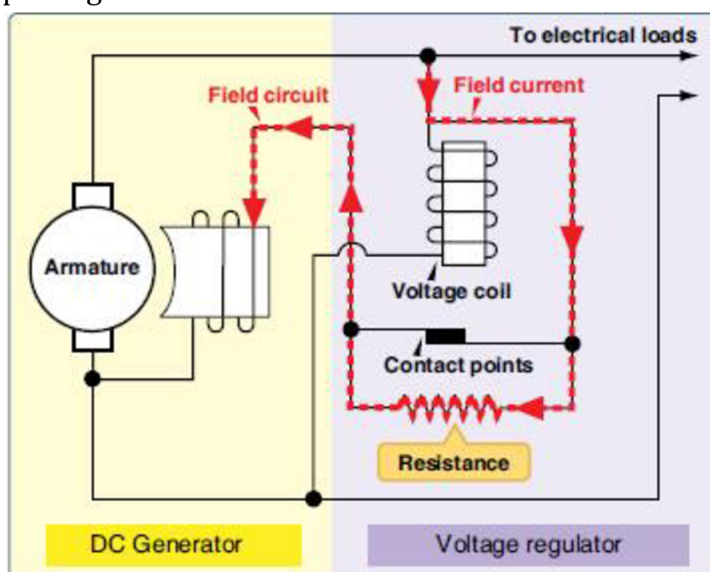 To electrical loads
Field circuit
Field current
Armature
Voltage coil
Contact points
Resistance
DC Generator
Voltage regulator